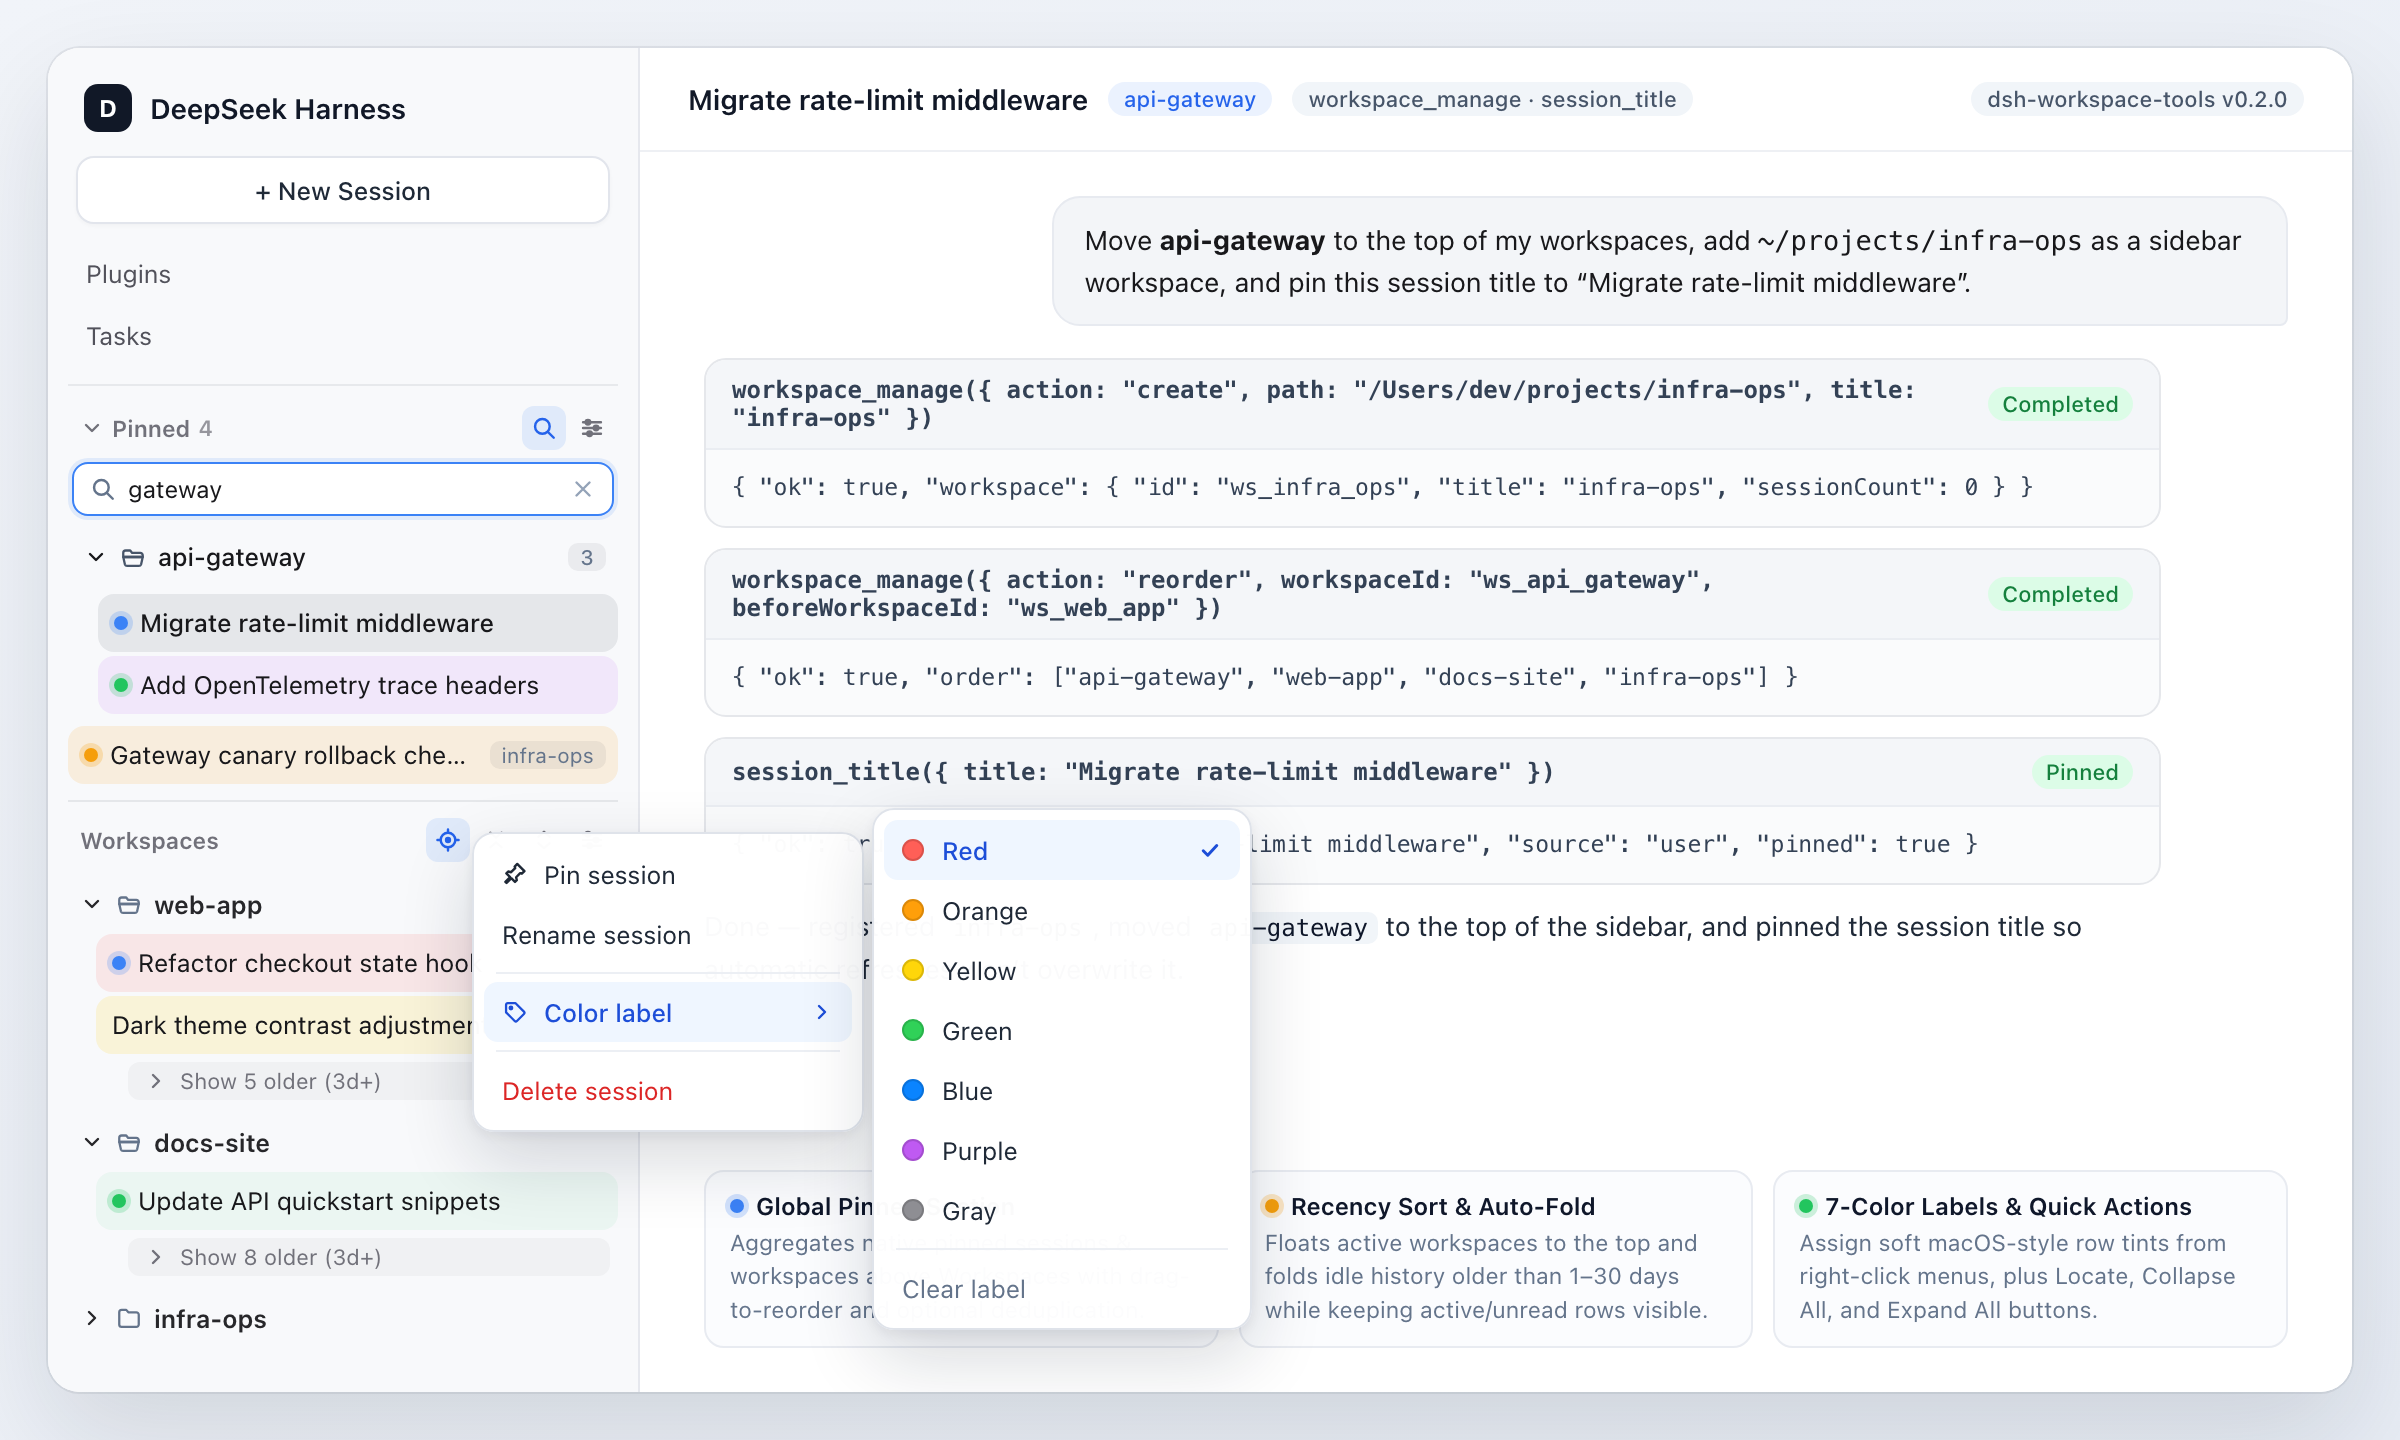 D DeepSeek Harness
+ New Session
Plugins
Tasks
Pinned 4
gateway
api-gateway 3
Migrate rate-limit middleware
Add OpenTelemetry trace headers
Gateway canary rollback che... infra-ops
Workspaces
web-app
Refactor checkout state
Dark theme contrast
Show 5 older (3d+)
docs-site
Update API quickstart snippets
Show 8 older (3d+)
infra-ops
Migrate rate-limit middleware api-gateway workspace_manage · session_title dsh-workspace-tools v0.2.0
Move api-gateway to the top of my workspaces, add ~/projects/infra-ops as a sidebar
workspace, and pin this session title to “Migrate rate-limit middleware”.
workspace_manage({ action: "create", path: "/Users/dev/projects/infra-ops", title:
"infra-ops" })
Completed
{ "ok": true, "workspace": { "id": "ws_infra_ops", "title": "infra-ops", "sessionCount": 0 } }
workspace_manage({ action: "reorder", workspaceId: "ws_api_gateway",
beforeWorkspaceId: "ws_web_app" })
Completed
{ "ok": true, "order": ["api-gateway", "web-app", "docs-site", "infra-ops"] }
session_title({ title: "Migrate rate-limit middleware" })
Pinned
limit middleware", "source": "user", "pinned": true }
Done — registered infra-ops, moved api-gateway to the top of the sidebar, and pinned the session title so
overwrite it.
Pin session
Rename session
Color label
Delete session
Red
Orange
Yellow
Green
Blue
Purple
Gray
Clear label
Global
Aggregates
workspaces
to-reorder
Recency Sort & Auto-Fold
Floats active workspaces to the top and
folds idle history older than 1–30 days
while keeping active/unread rows visible.
7-Color Labels & Quick Actions
Assign soft macOS-style row tints from
right-click menus, plus Locate, Collapse
All, and Expand All buttons.